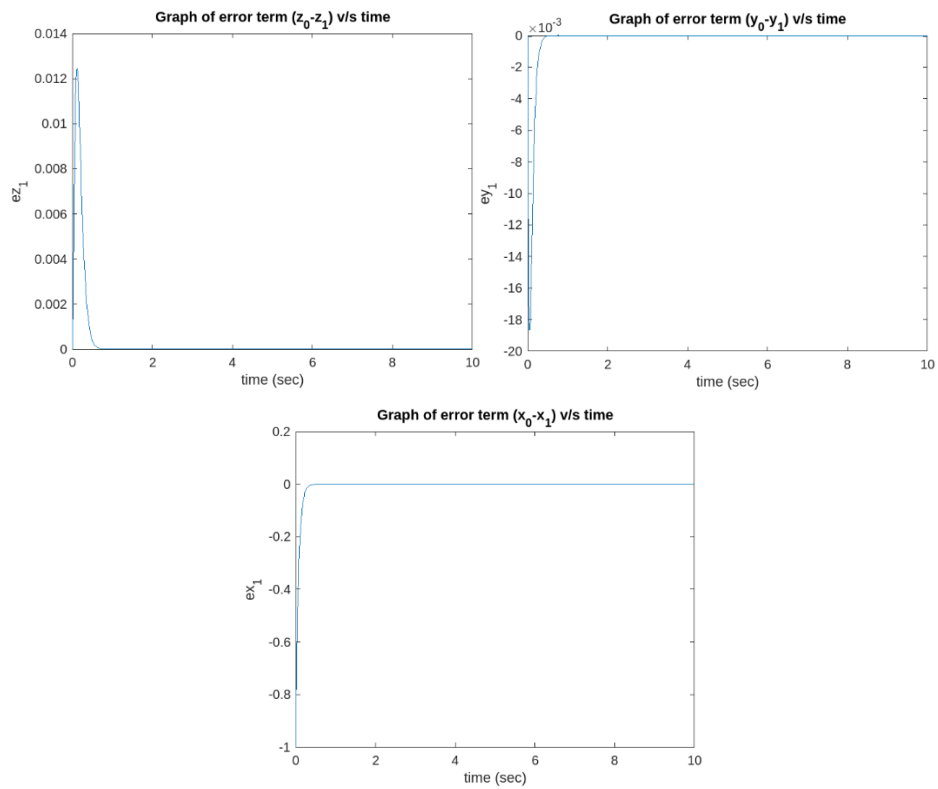 Graph of error term (z₀-z₁) v/s time
0.014
0.012
0.01
0.008
0.006
0.004
0.002
0
ez₁
0 2 4 6 8 10
time (sec)
Graph of error term (y₀-y₁) v/s time
×10⁻³
0
-2
-4
-6
-8
-10
-12
-14
-16
-18
-20
ey₁
0 2 4 6 8 10
time (sec)
Graph of error term (x₀-x₁) v/s time
0.2
0
-0.2
-0.4
-0.6
-0.8
-1
ex₁
0 2 4 6 8 10
time (sec)